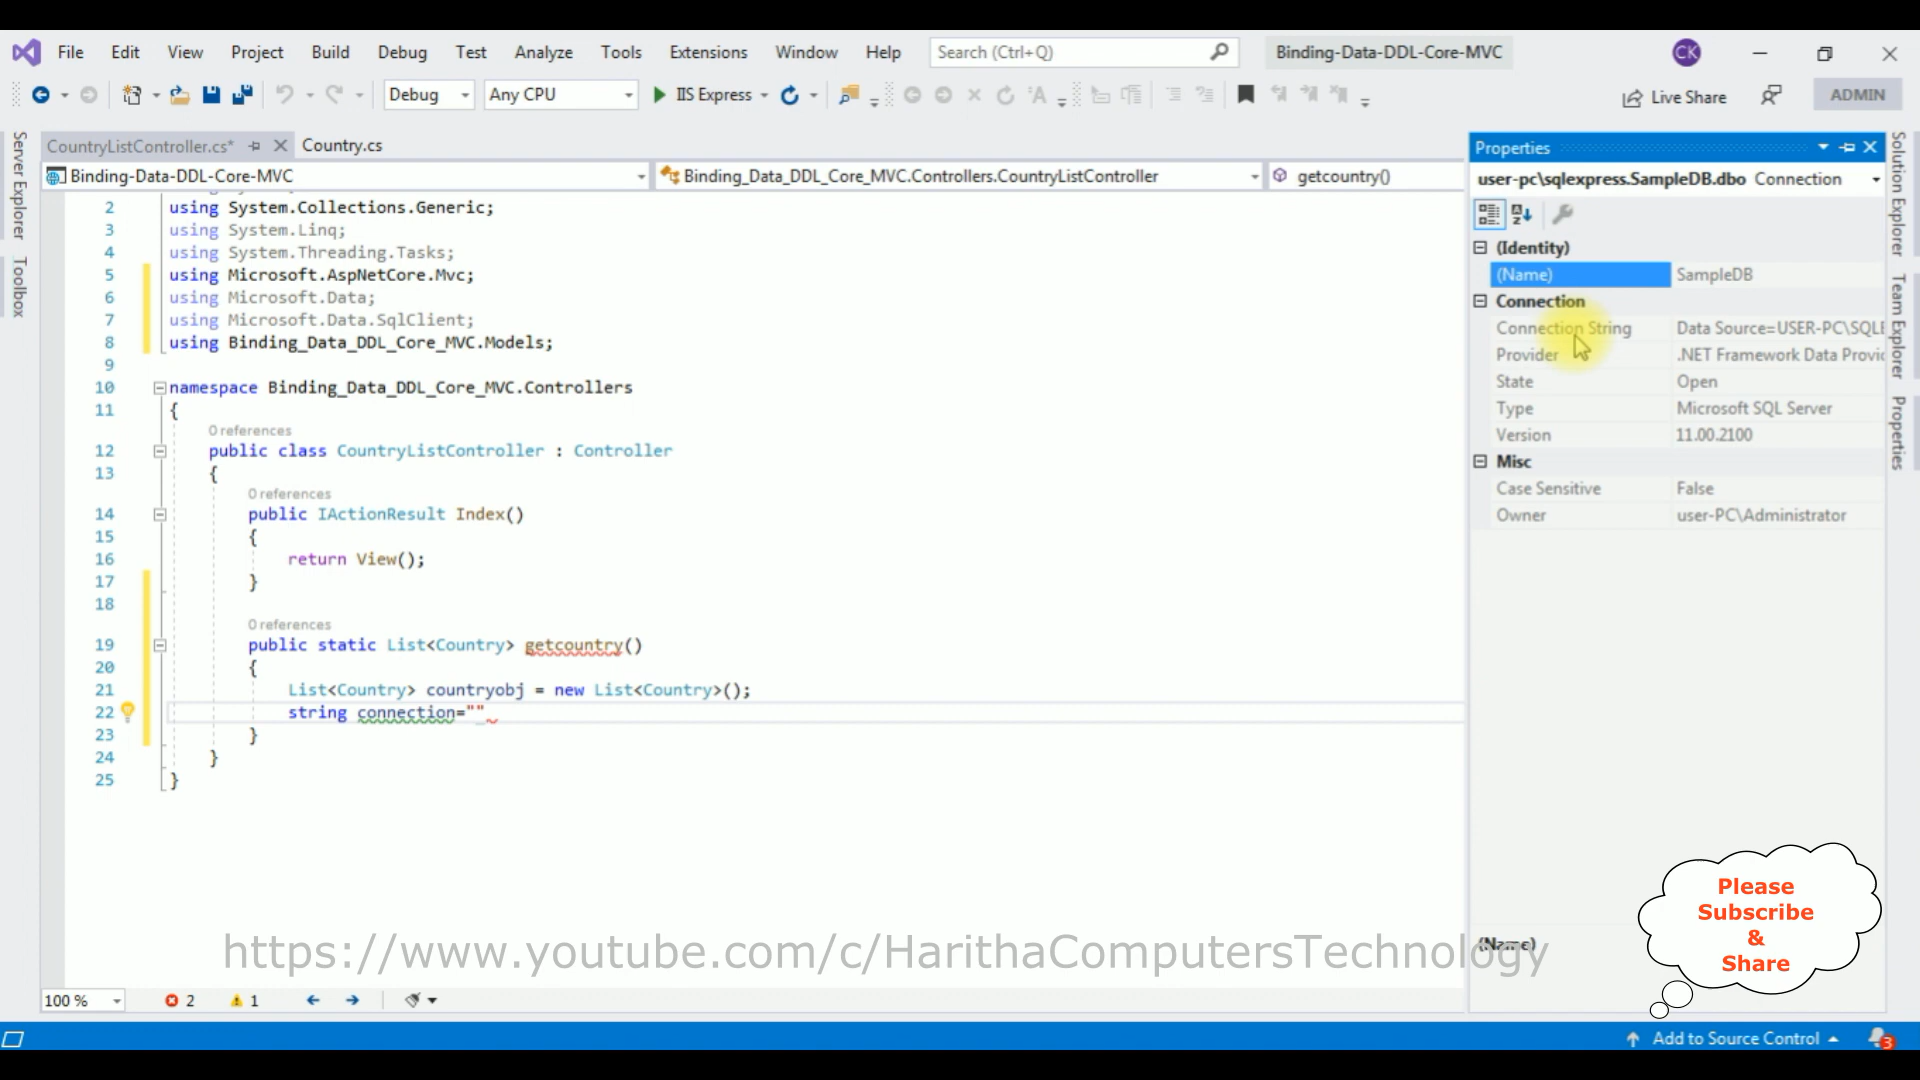 File Edit View Project Build Debug Test Analyze Tools Extensions Window Help Search (Ctrl+Q) Binding-Data-DDL-Core-MVC CK
Debug Any CPU IIS Express Live Share ADMIN
CountryListController.cs* Country.cs
Binding-Data-DDL-Core-MVC Binding_Data_DDL_Core_MVC.Controllers.CountryListController getcountry()
Server Explorer
Toolbox
2 using System.Collections.Generic;
3 using System.Linq;
4 using System.Threading.Tasks;
5 using Microsoft.AspNetCore.Mvc;
6 using Microsoft.Data;
7 using Microsoft.Data.SqlClient;
8 using Binding_Data_DDL_Core_MVC.Models;
9
10 namespace Binding_Data_DDL_Core_MVC.Controllers
11 {
0 references
12 public class CountryListController : Controller
13 {
0 references
14 public IActionResult Index()
15 {
16 return View();
17 }
18
0 references
19 public static List<Country> getcountry()
20 {
21 List<Country> countryobj = new List<Country>();
22 string connection=""
23 }
24 }
25 }
Properties
user-pc\sqlexpress.SampleDB.dbo Connection
(Identity)
(Name) SampleDB
Connection
Connection String Data Source=USER-PC\SQLE
Provider .NET Framework Data Provi
State Open
Type Microsoft SQL Server
Version 11.00.2100
Misc
Case Sensitive False
Owner user-PC\Administrator
(Name)
Solution Explorer
Team Explorer
Properties
Please
Subscribe
&
Share
https://www.youtube.com/c/HarithaComputersTechnology
100 % 2 1
Add to Source Control 3